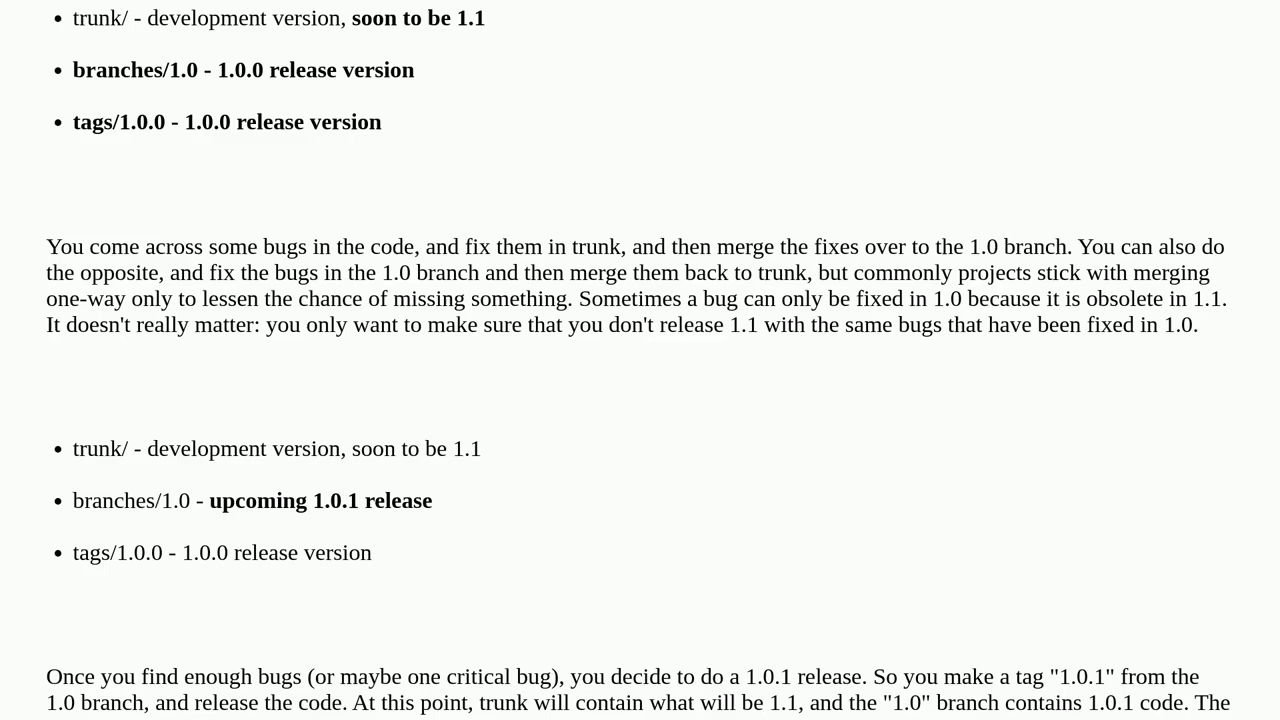 • trunk/ - development version, soon to be 1.1
• branches/1.0 - 1.0.0 release version
• tags/1.0.0 - 1.0.0 release version
You come across some bugs in the code, and fix them in trunk, and then merge the fixes over to the 1.0 branch. You can also do
the opposite, and fix the bugs in the 1.0 branch and then merge them back to trunk, but commonly projects stick with merging
one-way only to lessen the chance of missing something. Sometimes a bug can only be fixed in 1.0 because it is obsolete in 1.1.
It doesn't really matter: you only want to make sure that you don't release 1.1 with the same bugs that have been fixed in 1.0.
• trunk/ - development version, soon to be 1.1
• branches/1.0 - upcoming 1.0.1 release
• tags/1.0.0 - 1.0.0 release version
Once you find enough bugs (or maybe one critical bug), you decide to do a 1.0.1 release. So you make a tag "1.0.1" from the
1.0 branch, and release the code. At this point, trunk will contain what will be 1.1, and the "1.0" branch contains 1.0.1 code. The